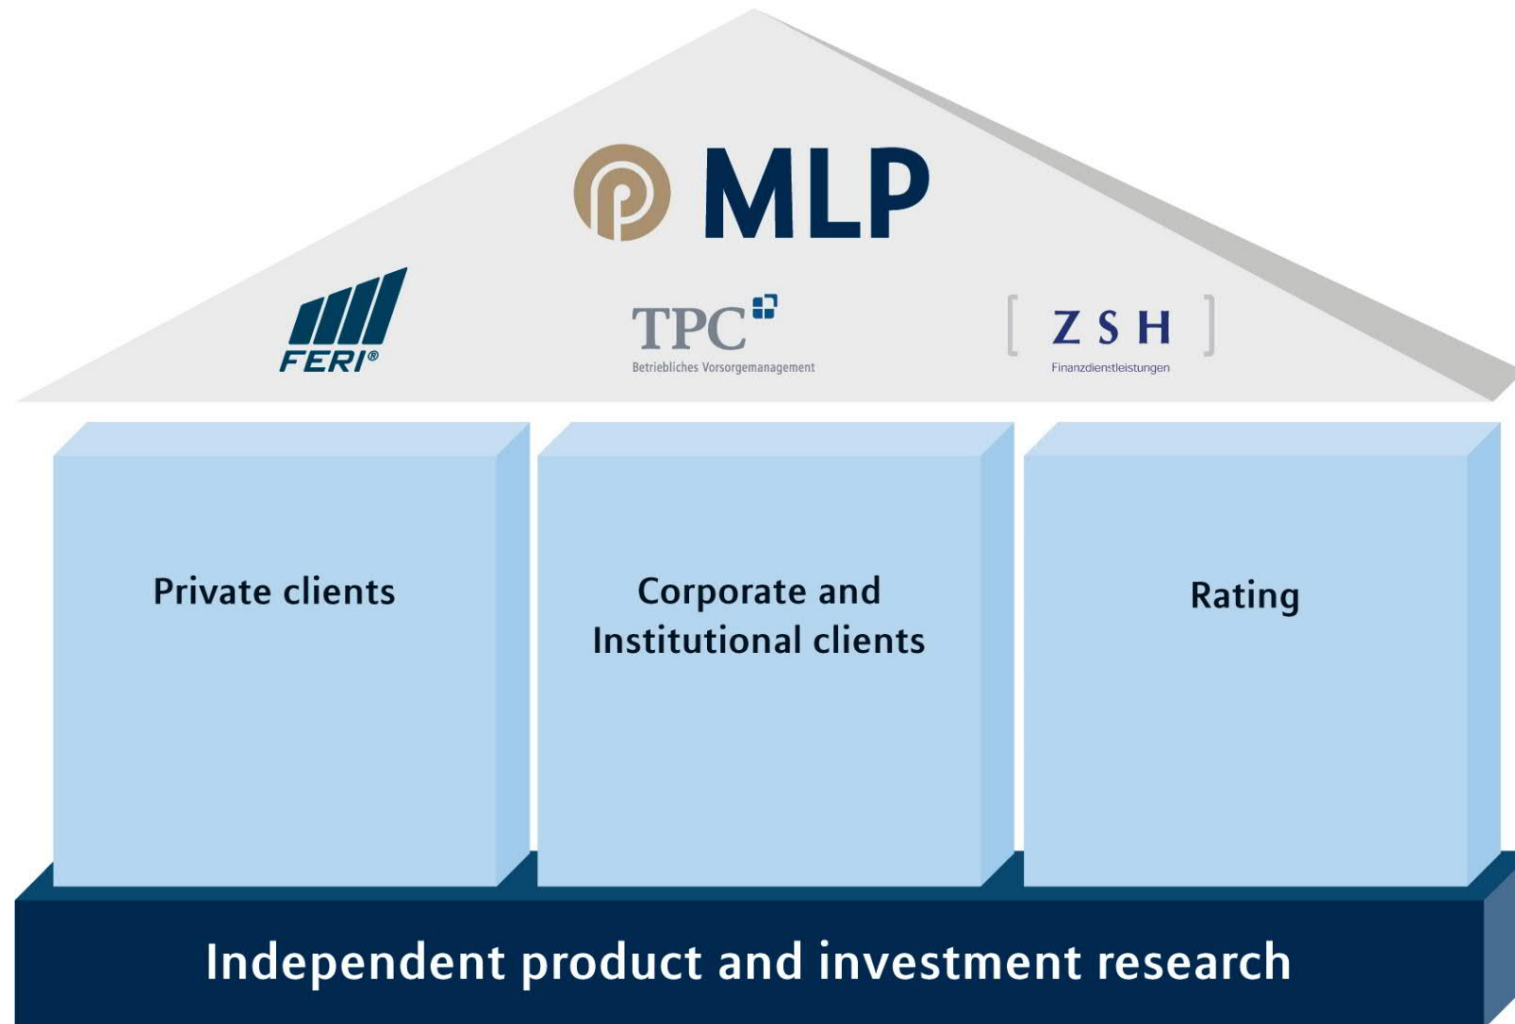 MLP
FERI®
TPC
Betriebliches Vorsorgemanagement
[ Z S H ]
Finanzdienstleistungen
Private clients
Corporate and
Institutional clients
Rating
Independent product and investment research